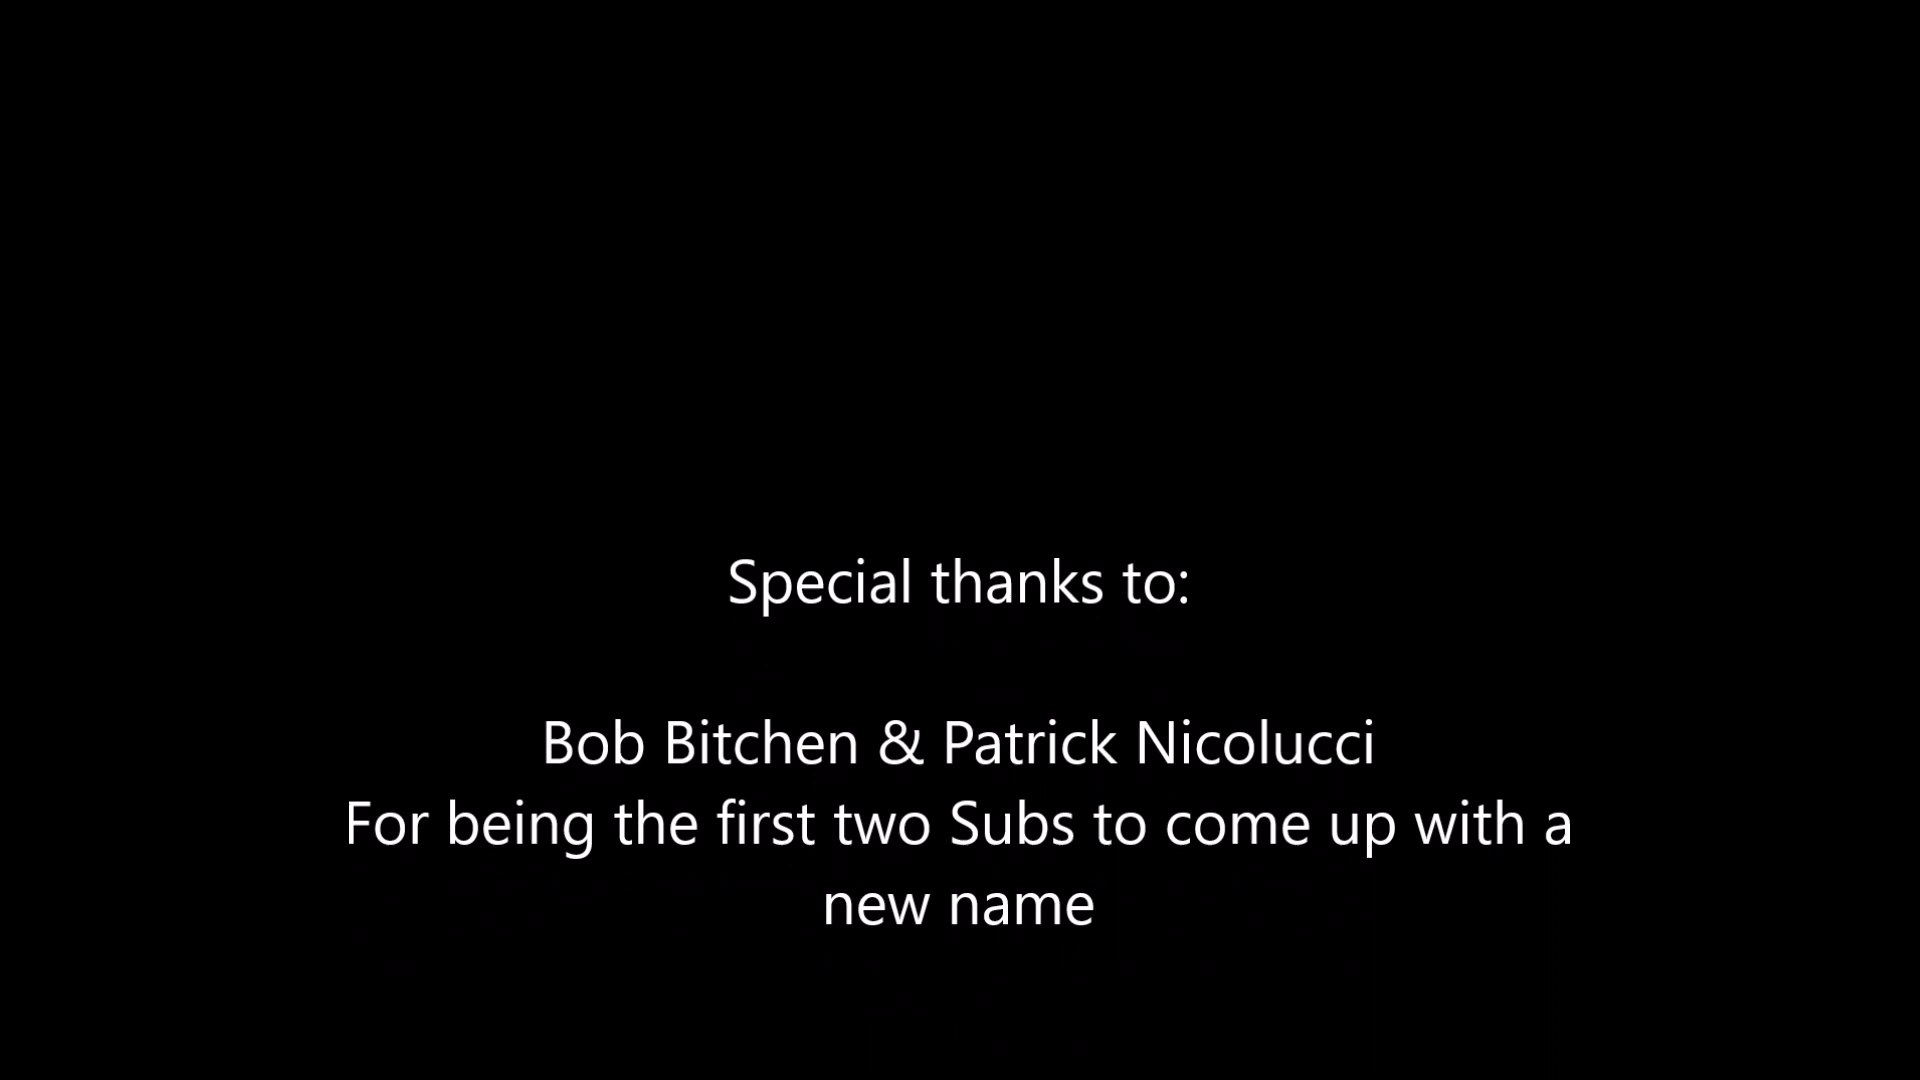 Special thanks to:
Bob Bitchen & Patrick Nicolucci
For being the first two Subs to come up with a
new name